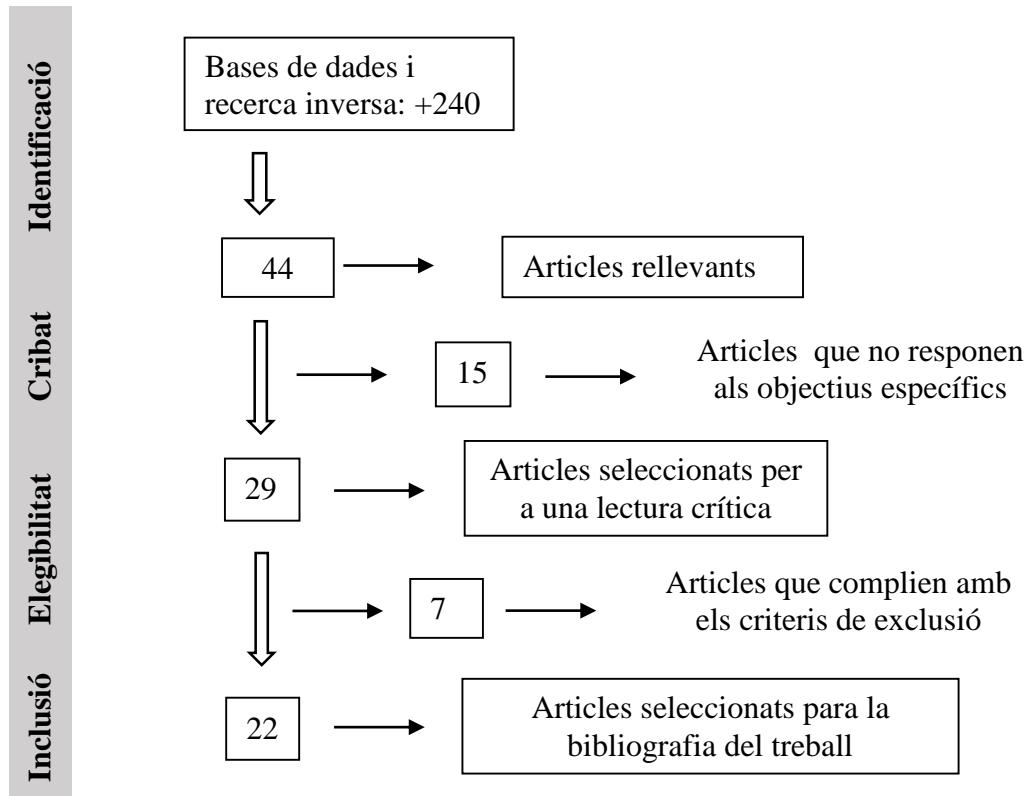 Identificació
Bases de dades i
recerca inversa: +240
44
Articles rellevants
Cribat
15
Articles que no responen
als objectius específics
Elegibilitat
29
Articles seleccionats per
a una lectura crítica
7
Articles que complien amb
els criteris de exclusió
Inclusió
22
Articles seleccionats para la
bibliografia del treball